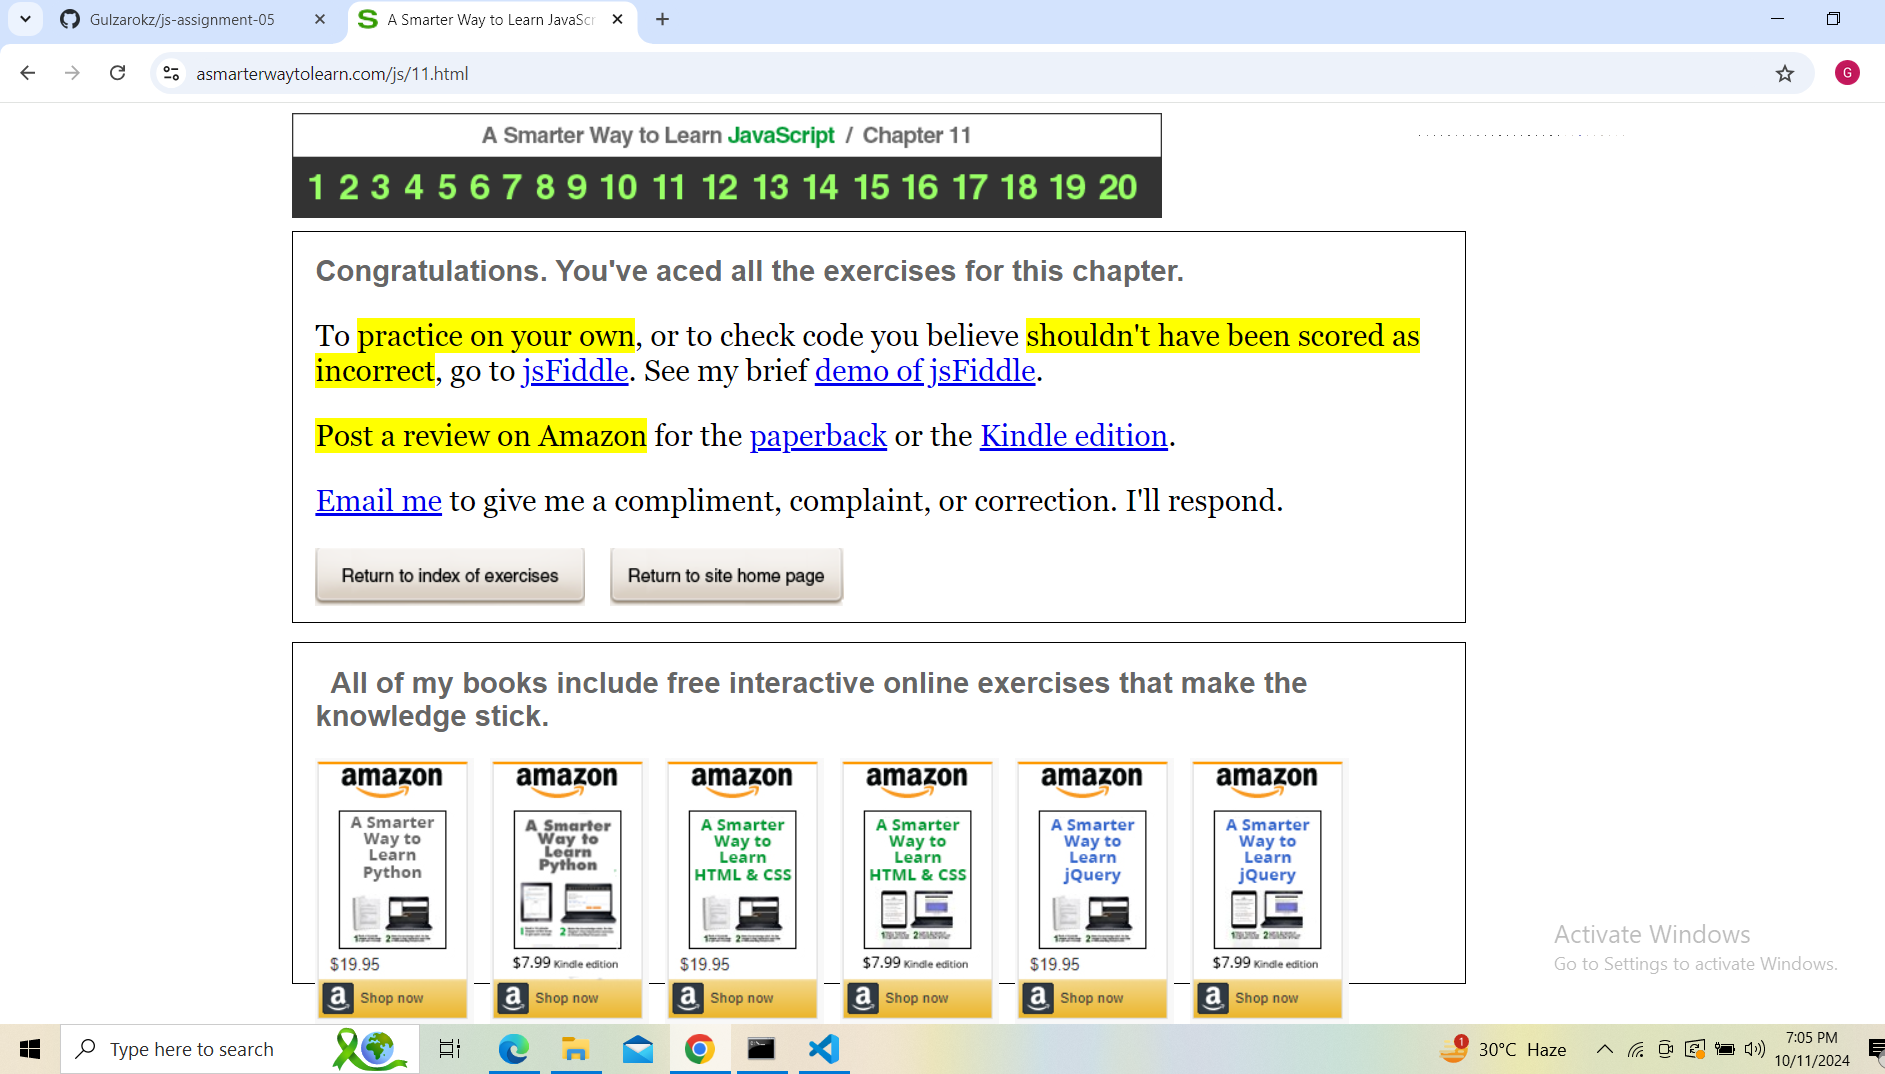 Gulzarokz/js-assignment-05
A Smarter Way to Learn JavaScr
asmarterwaytolearn.com/js/11.html
G
A Smarter Way to Learn JavaScript / Chapter 11
1 2 3 4 5 6 7 8 9 10 11 12 13 14 15 16 17 18 19 20
Congratulations. You've aced all the exercises for this chapter.
To practice on your own, or to check code you believe shouldn't have been scored as
incorrect, go to jsFiddle. See my brief demo of jsFiddle.
Post a review on Amazon for the paperback or the Kindle edition.
Email me to give me a compliment, complaint, or correction. I'll respond.
Return to index of exercises
Return to site home page
All of my books include free interactive online exercises that make the
knowledge stick.
amazon
A Smarter
Way to
Learn
Python
$19.95
a Shop now
amazon
A Smarter
Way to
Learn
Python
$7.99 Kindle edition
a Shop now
amazon
A Smarter
Way to
Learn
HTML & CSS
$19.95
a Shop now
amazon
A Smarter
Way to
Learn
HTML & CSS
$7.99 Kindle edition
a Shop now
amazon
A Smarter
Way to
Learn
jQuery
$19.95
a Shop now
amazon
A Smarter
Way to
Learn
jQuery
$7.99 Kindle edition
a Shop now
Activate Windows
Go to Settings to activate Windows.
Type here to search
1
30°C Haze
7:05 PM
10/11/2024